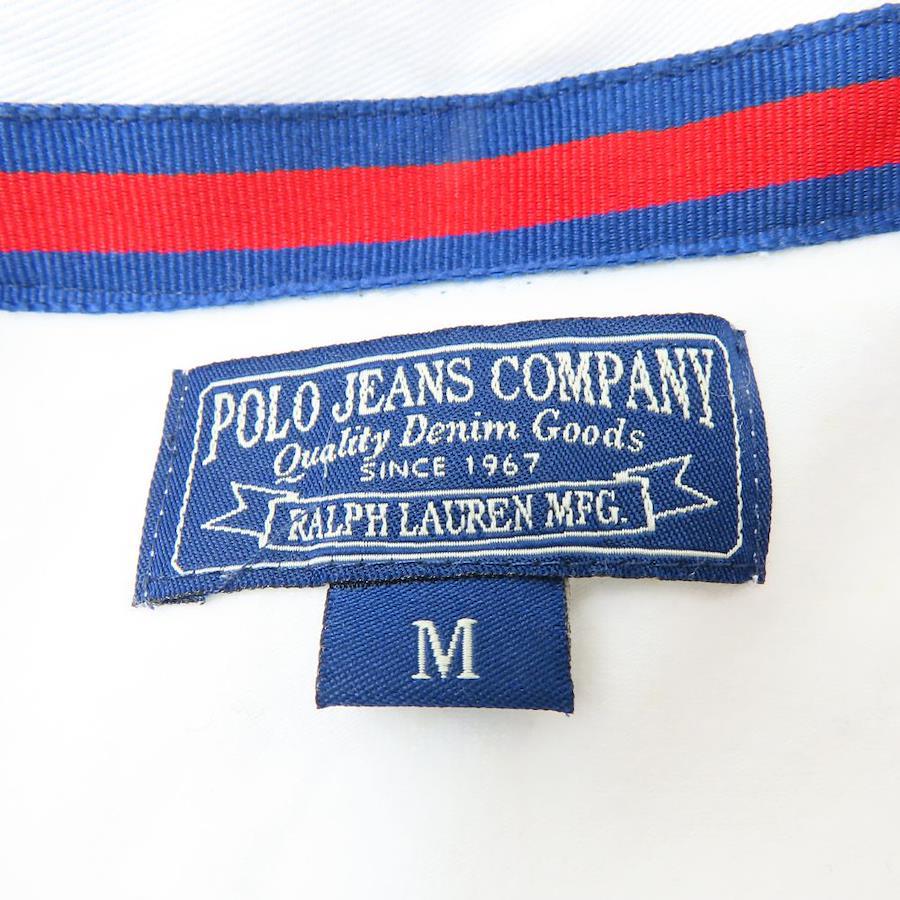 POLO JEANS COMPANY
Quality Denim Goods
SINCE 1967
RALPH LAUREN MFG.
M